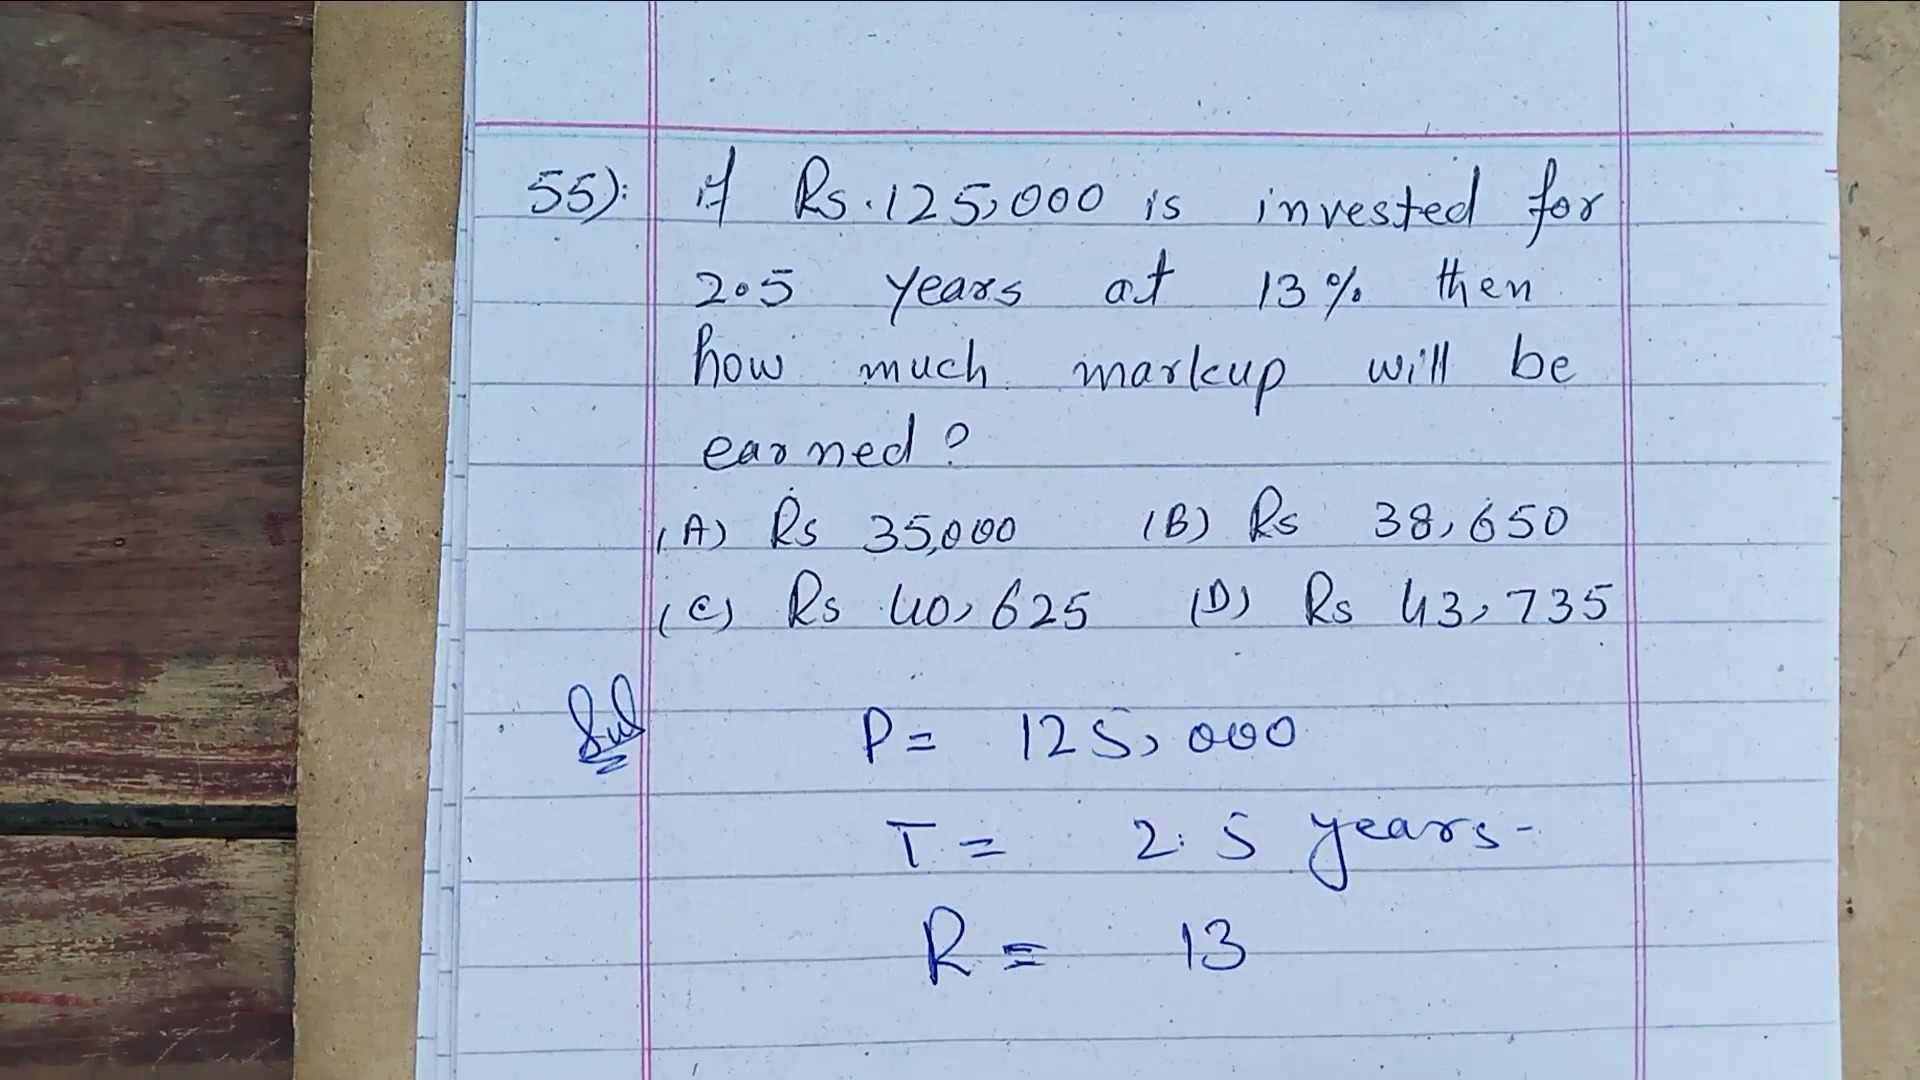 55): if Rs. 125,000 is invested for
2.5 years at 13% then
how much markup will be
earned?
(A) Rs 35,000 (B) Rs 38,650
(C) Rs 40,625 (D) Rs 43,735
Sol P = 125,000
T = 2.5 years-
R = 13